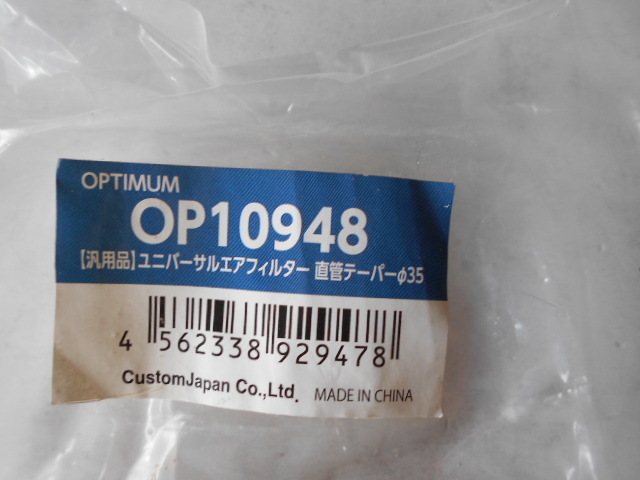 OPTIMUM
OP10948
【汎用品】ユニバーサルエアフィルター 直管テーパーφ35
4 562338 929478
CustomJapan Co.,Ltd. MADE IN CHINA